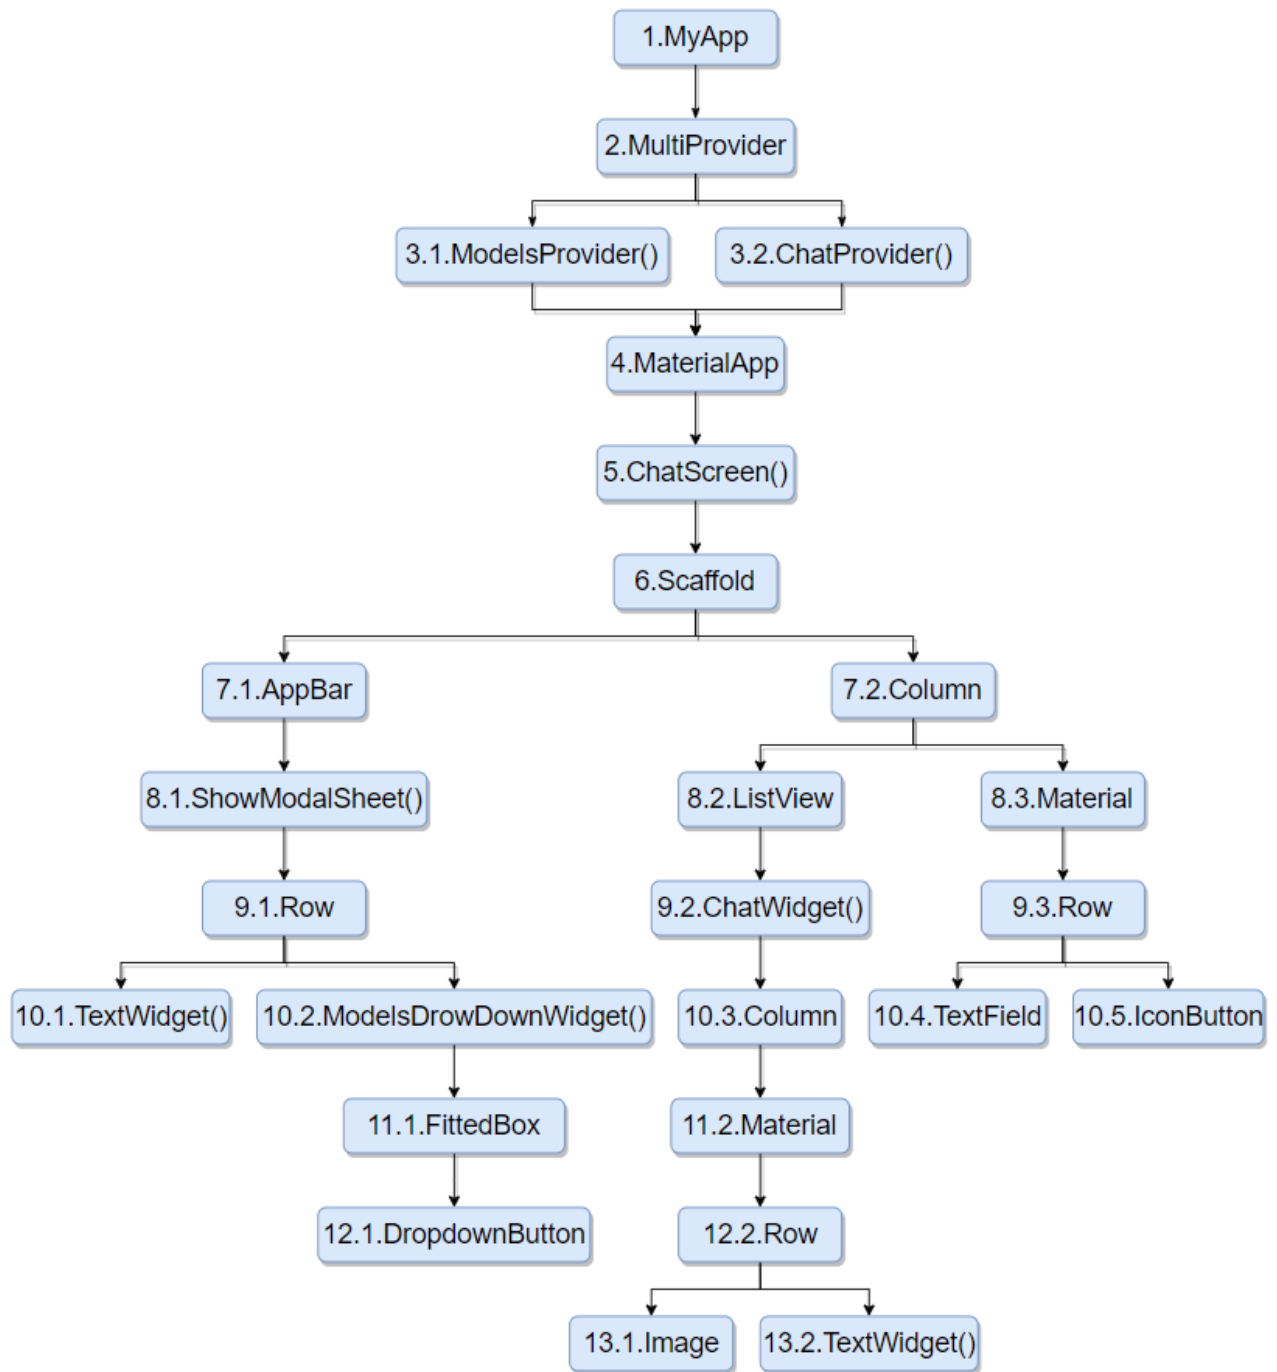 1.MyApp
2.MultiProvider
3.1.ModelsProvider()
3.2.ChatProvider()
4.MaterialApp
5.ChatScreen()
6.Scaffold
7.1.AppBar
7.2.Column
8.1.ShowModalSheet()
8.2.ListView
8.3.Material
9.1.Row
9.2.ChatWidget()
9.3.Row
10.1.TextWidget()
10.2.ModelsDrowDownWidget()
10.3.Column
10.4.TextField
10.5.IconButton
11.1.FittedBox
11.2.Material
12.1.DropdownButton
12.2.Row
13.1.Image
13.2.TextWidget()